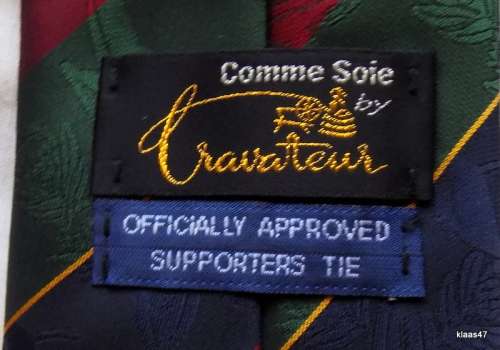 Comme Soie
by
Cravateur
OFFICIALLY APPROVED
SUPPORTERS TIE
klaas47